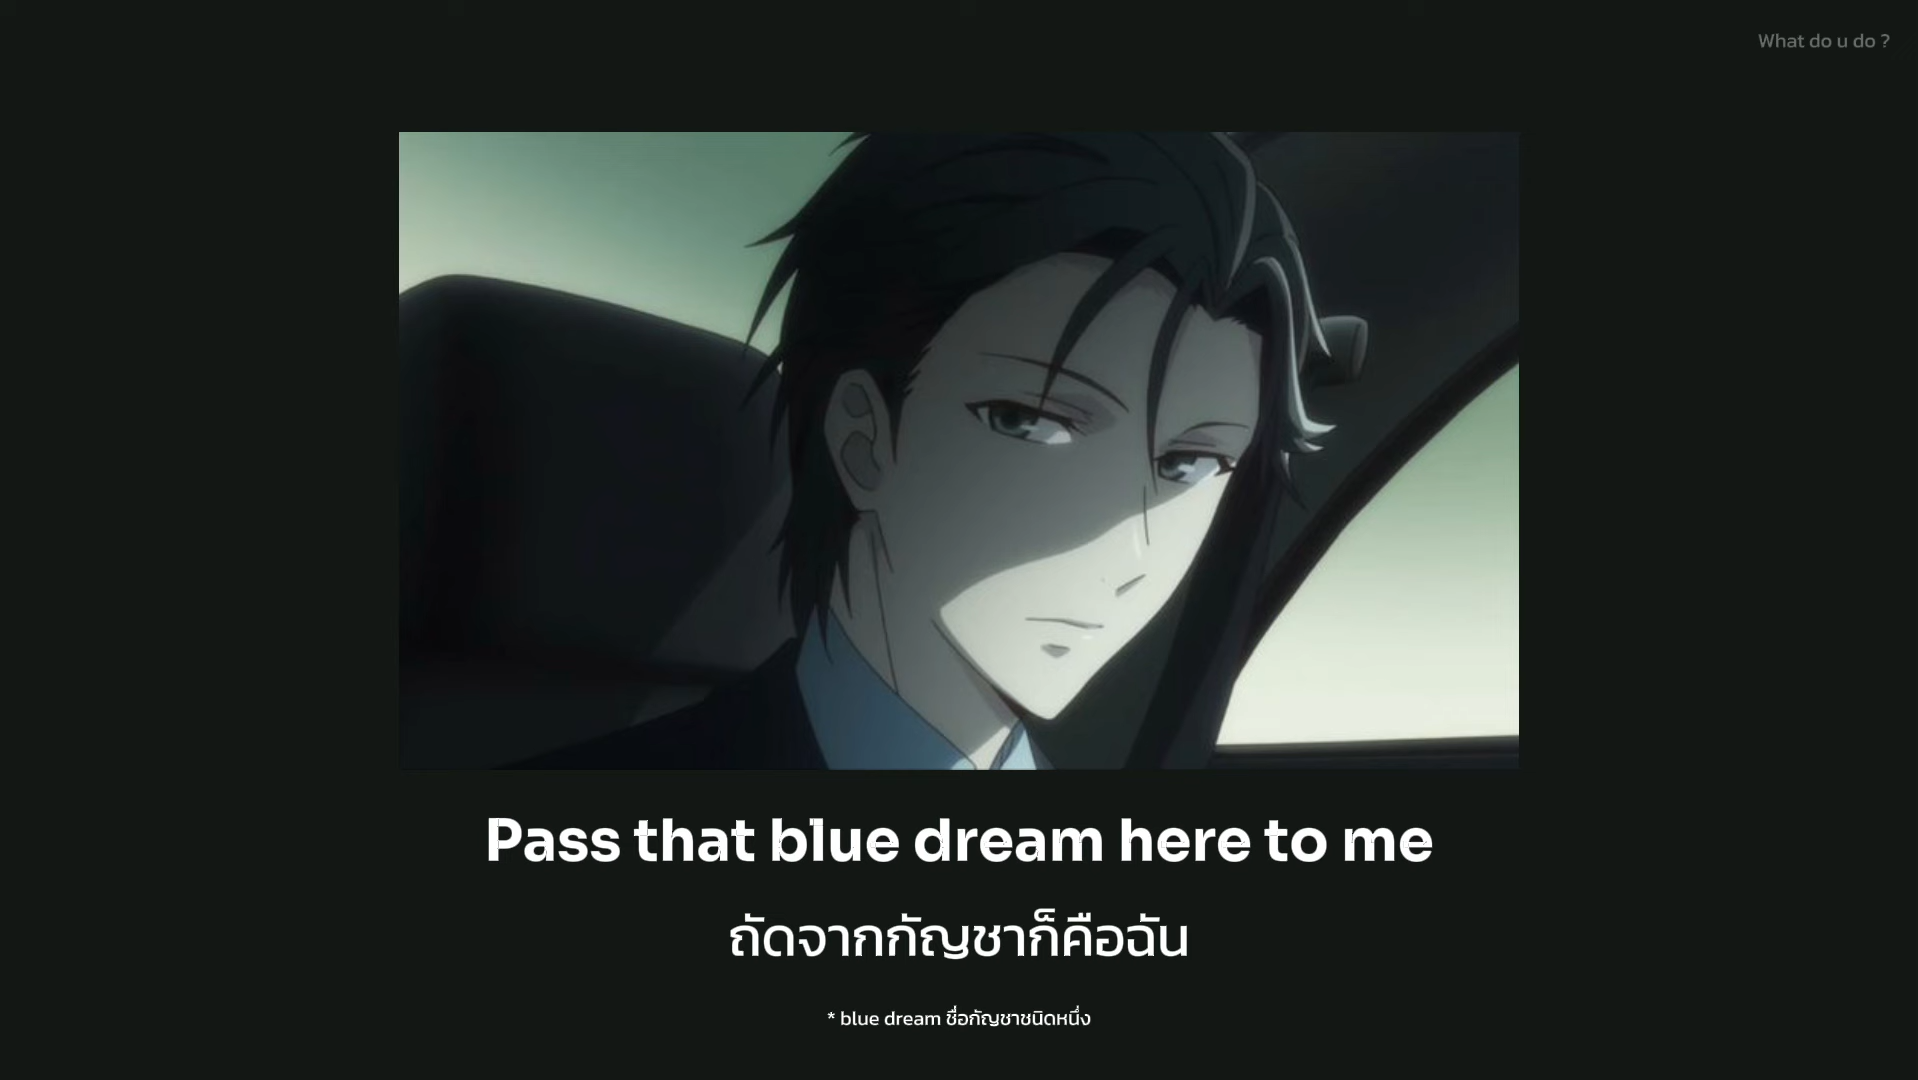 What do u do ?
Pass that blue dream here to me
ถัดจากกัญชาก็คือฉัน
* blue dream ชื่อกัญชาชนิดหนึ่ง